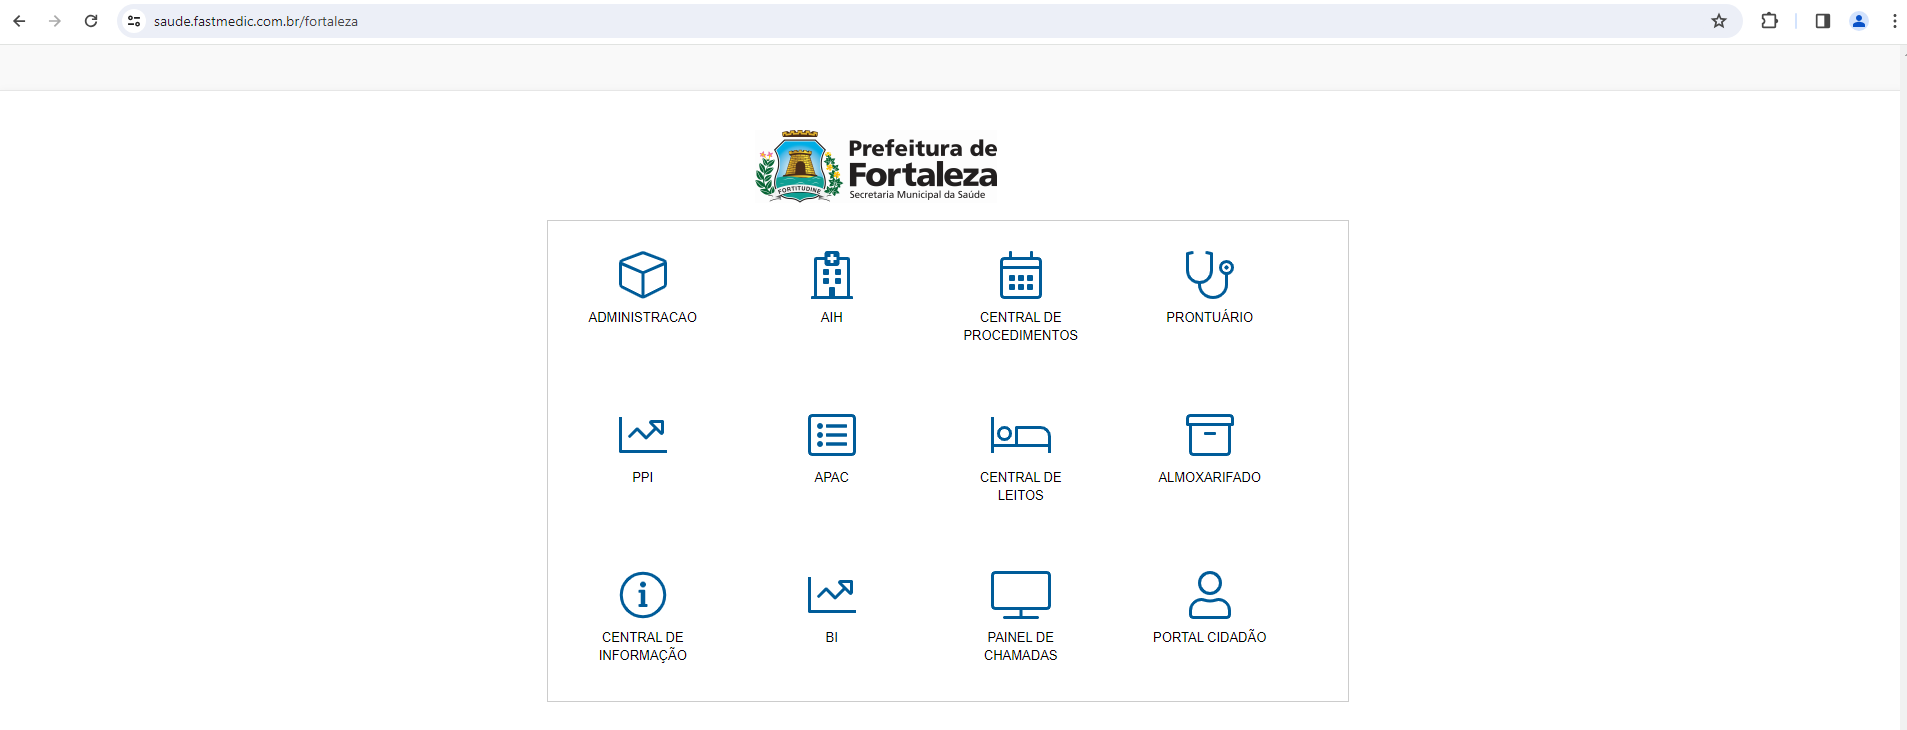 saude.fastmedic.com.br/fortaleza
Prefeitura de
Fortaleza
Secretaria Municipal da Saúde
FORTITUDINE
ADMINISTRACAO
AIH
CENTRAL DE
PROCEDIMENTOS
PRONTUÁRIO
PPI
APAC
CENTRAL DE
LEITOS
ALMOXARIFADO
CENTRAL DE
INFORMAÇÃO
BI
PAINEL DE
CHAMADAS
PORTAL CIDADÃO